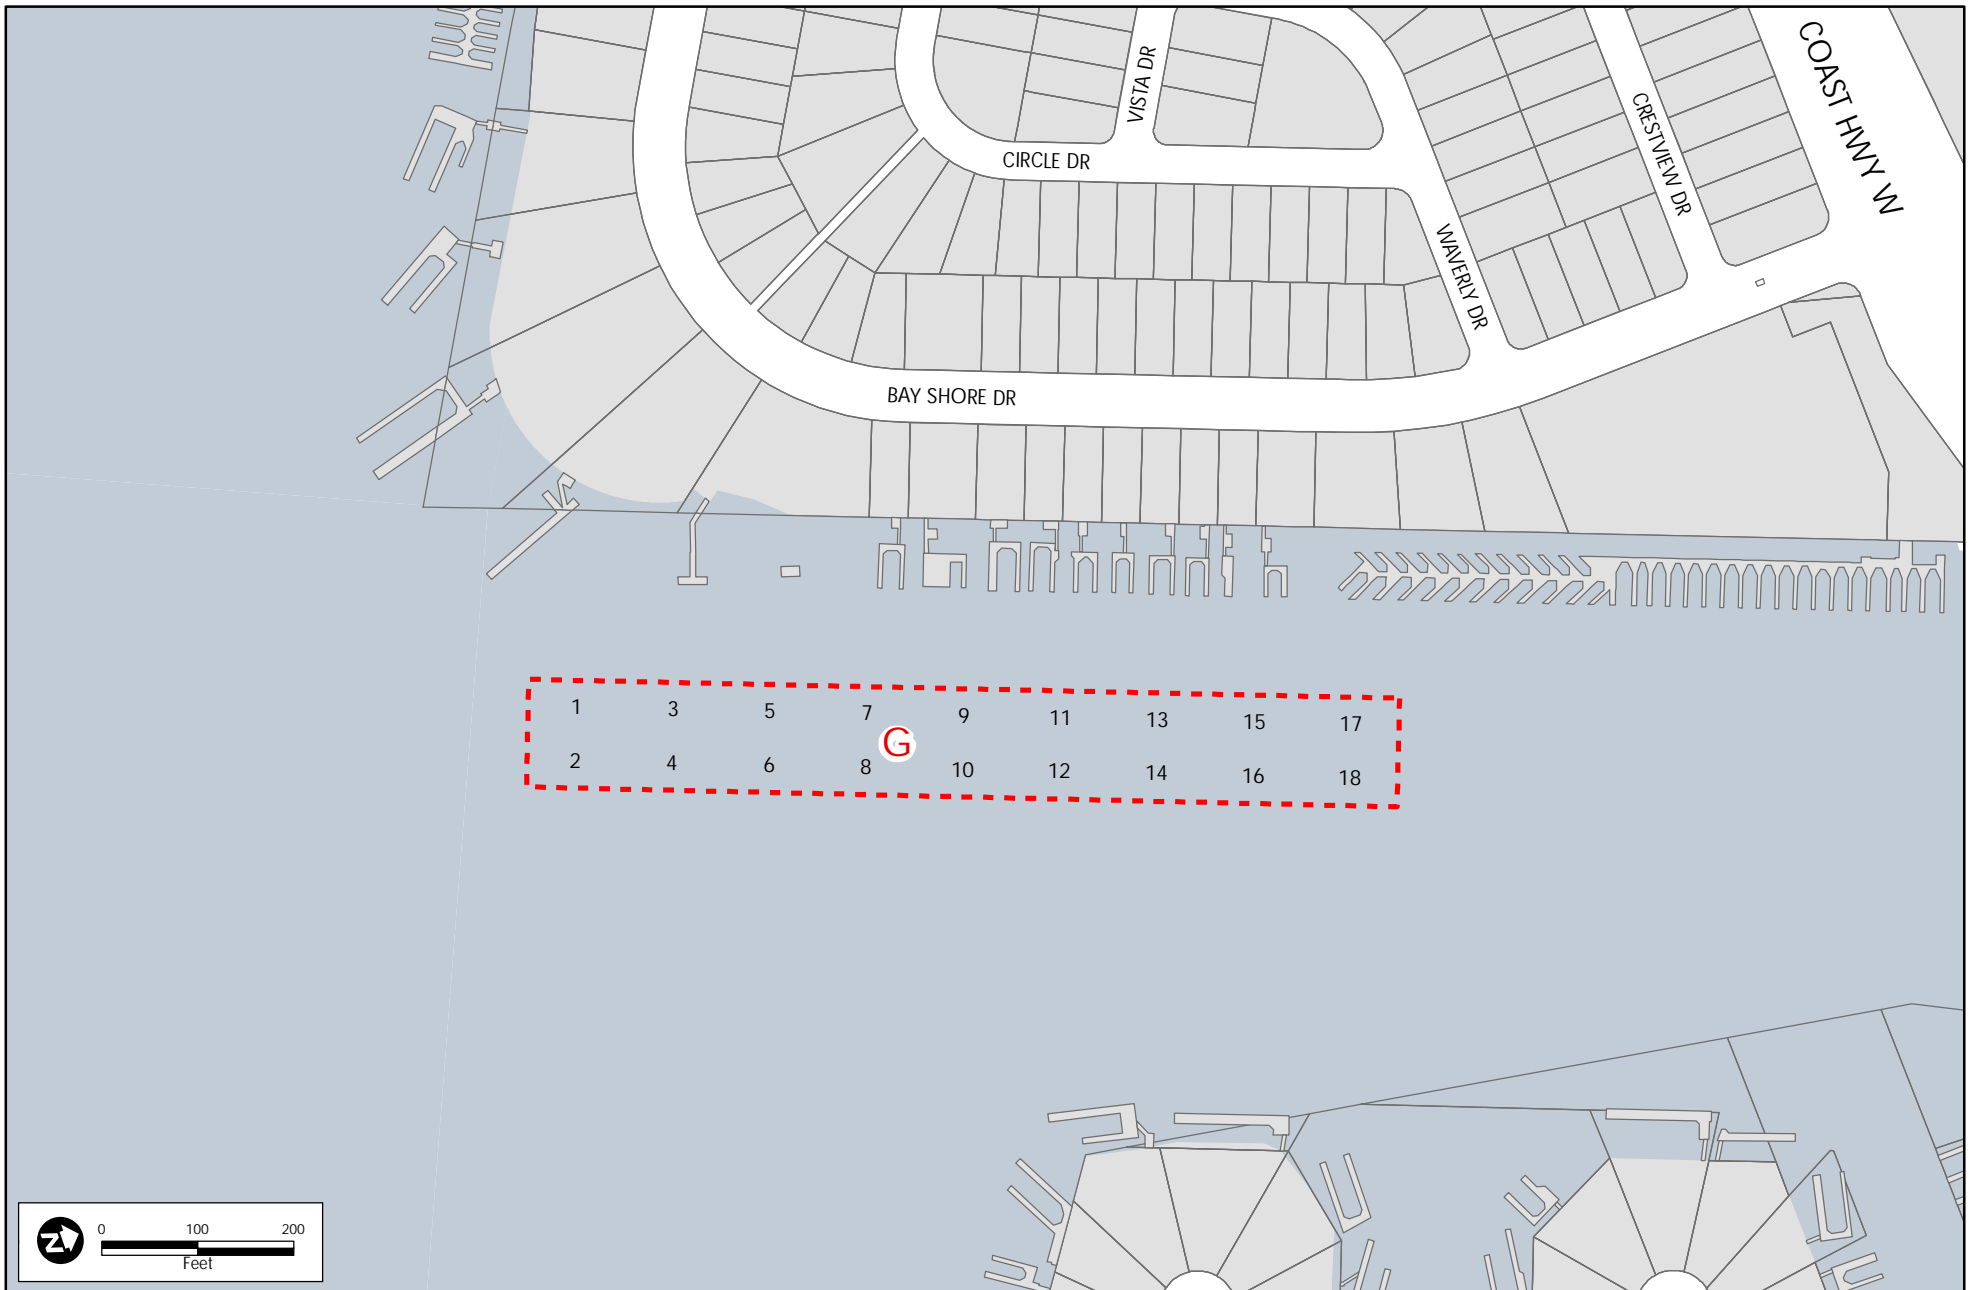 COAST HWY W
VISTA DR
CRESTVIEW DR
CIRCLE DR
WAVERLY DR
BAY SHORE DR
1 3 5 7 9 11 13 15 17
G
2 4 6 8 10 12 14 16 18
N
0 100 200
Feet